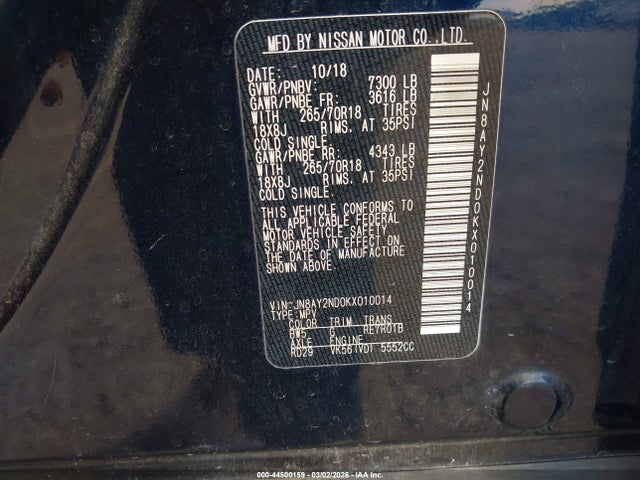 MFD BY NISSAN MOTOR CO.,LTD.
DATE: 10/18
GVWR/PNBV: 7300 LB
GAWR/PNBE FR: 3616 LB
WITH 265/70R18 TIRES
18X8J RIMS. AT 35PSI
COLD SINGLE.
GAWR/PNBE RR: 4343 LB
WITH 265/70R18 TIRES
18X8J RIMS. AT 35PSI
COLD SINGLE.
THIS VEHICLE CONFORMS TO
ALL APPLICABLE FEDERAL
MOTOR VEHICLE SAFETY
STANDARDS IN EFFECT ON
THE DATE OF MANUFACTURE
SHOWN ABOVE.
VIN-JN8AY2ND0KX010014
TYPE MPV
COLOR TRIM TRANS
BW5 G RE7R01B
AXLE ENGINE
RD29 VK56(VD) 5552CC
JN8AY2ND0KX010014
000-44500159 - 03/02/2026 - IAA Inc.